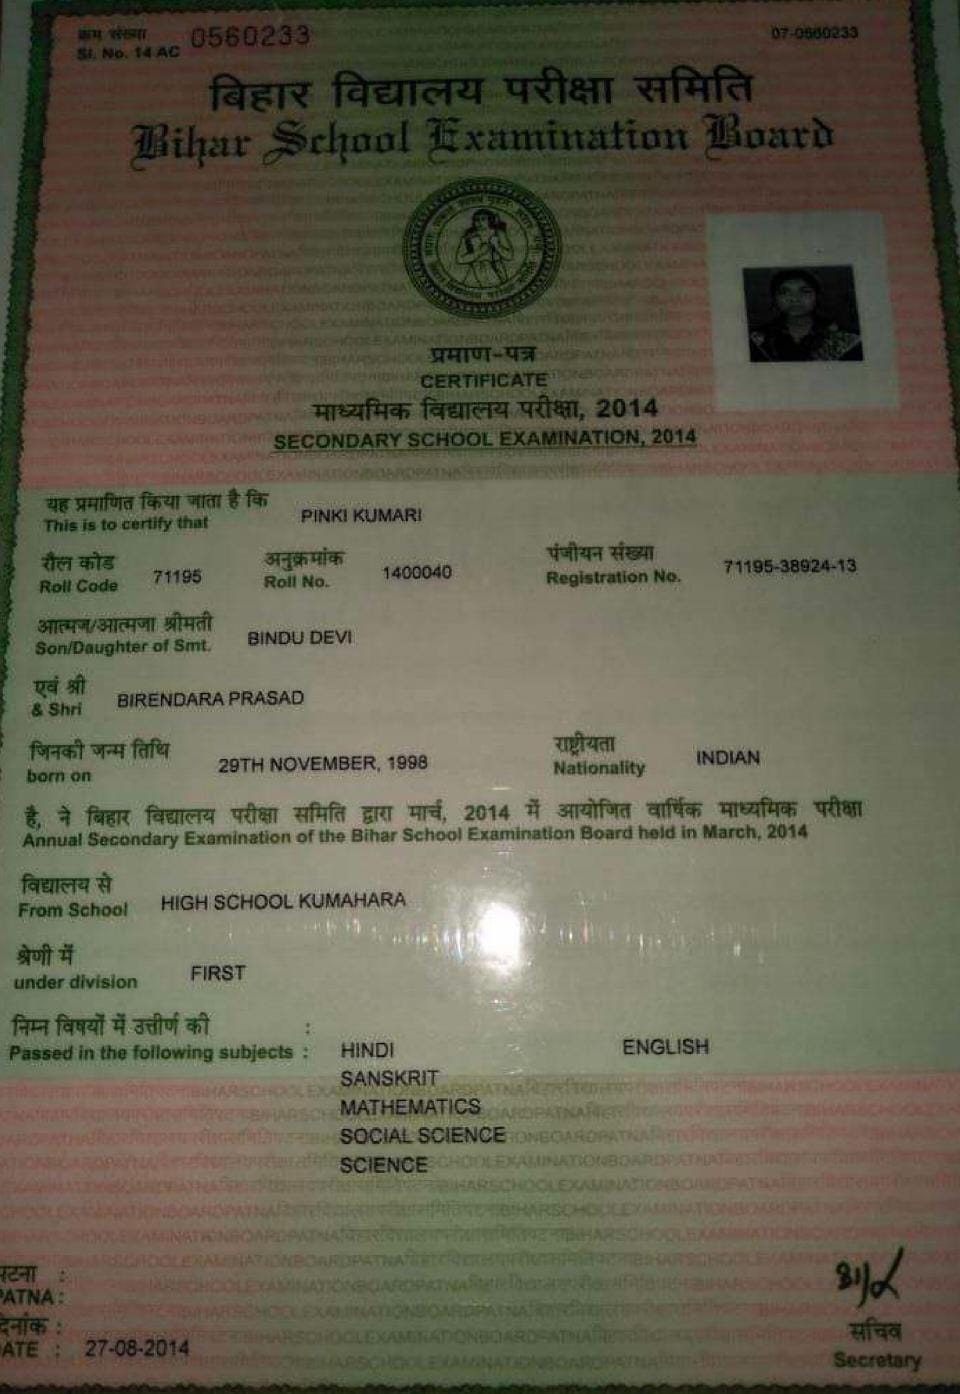 क्रम संख्या 0560233 07-0560233
Sl. No. 14 AC
बिहार विद्यालय परीक्षा समिति
Bihar School Examination Board
प्रमाण-पत्र
CERTIFICATE
माध्यमिक विद्यालय परीक्षा, 2014
SECONDARY SCHOOL EXAMINATION, 2014
यह प्रमाणित किया जाता है कि
This is to certify that PINKI KUMARI
रौल कोड अनुक्रमांक पंजीयन संख्या
Roll Code 71195 Roll No. 1400040 Registration No. 71195-38924-13
आत्मज/आत्मजा श्रीमती
Son/Daughter of Smt. BINDU DEVI
एवं श्री
& Shri BIRENDARA PRASAD
जिनकी जन्म तिथि राष्ट्रीयता
born on 29TH NOVEMBER, 1998 Nationality INDIAN
है, ने बिहार विद्यालय परीक्षा समिति द्वारा मार्च, 2014 में आयोजित वार्षिक माध्यमिक परीक्षा
Annual Secondary Examination of the Bihar School Examination Board held in March, 2014
विद्यालय से
From School HIGH SCHOOL KUMAHARA
श्रेणी में
under division FIRST
निम्न विषयों में उत्तीर्ण की :
Passed in the following subjects : HINDI ENGLISH
SANSKRIT
MATHEMATICS
SOCIAL SCIENCE
SCIENCE
पटना :
PATNA :
दिनांक :
DATE : 27-08-2014
सचिव
Secretary